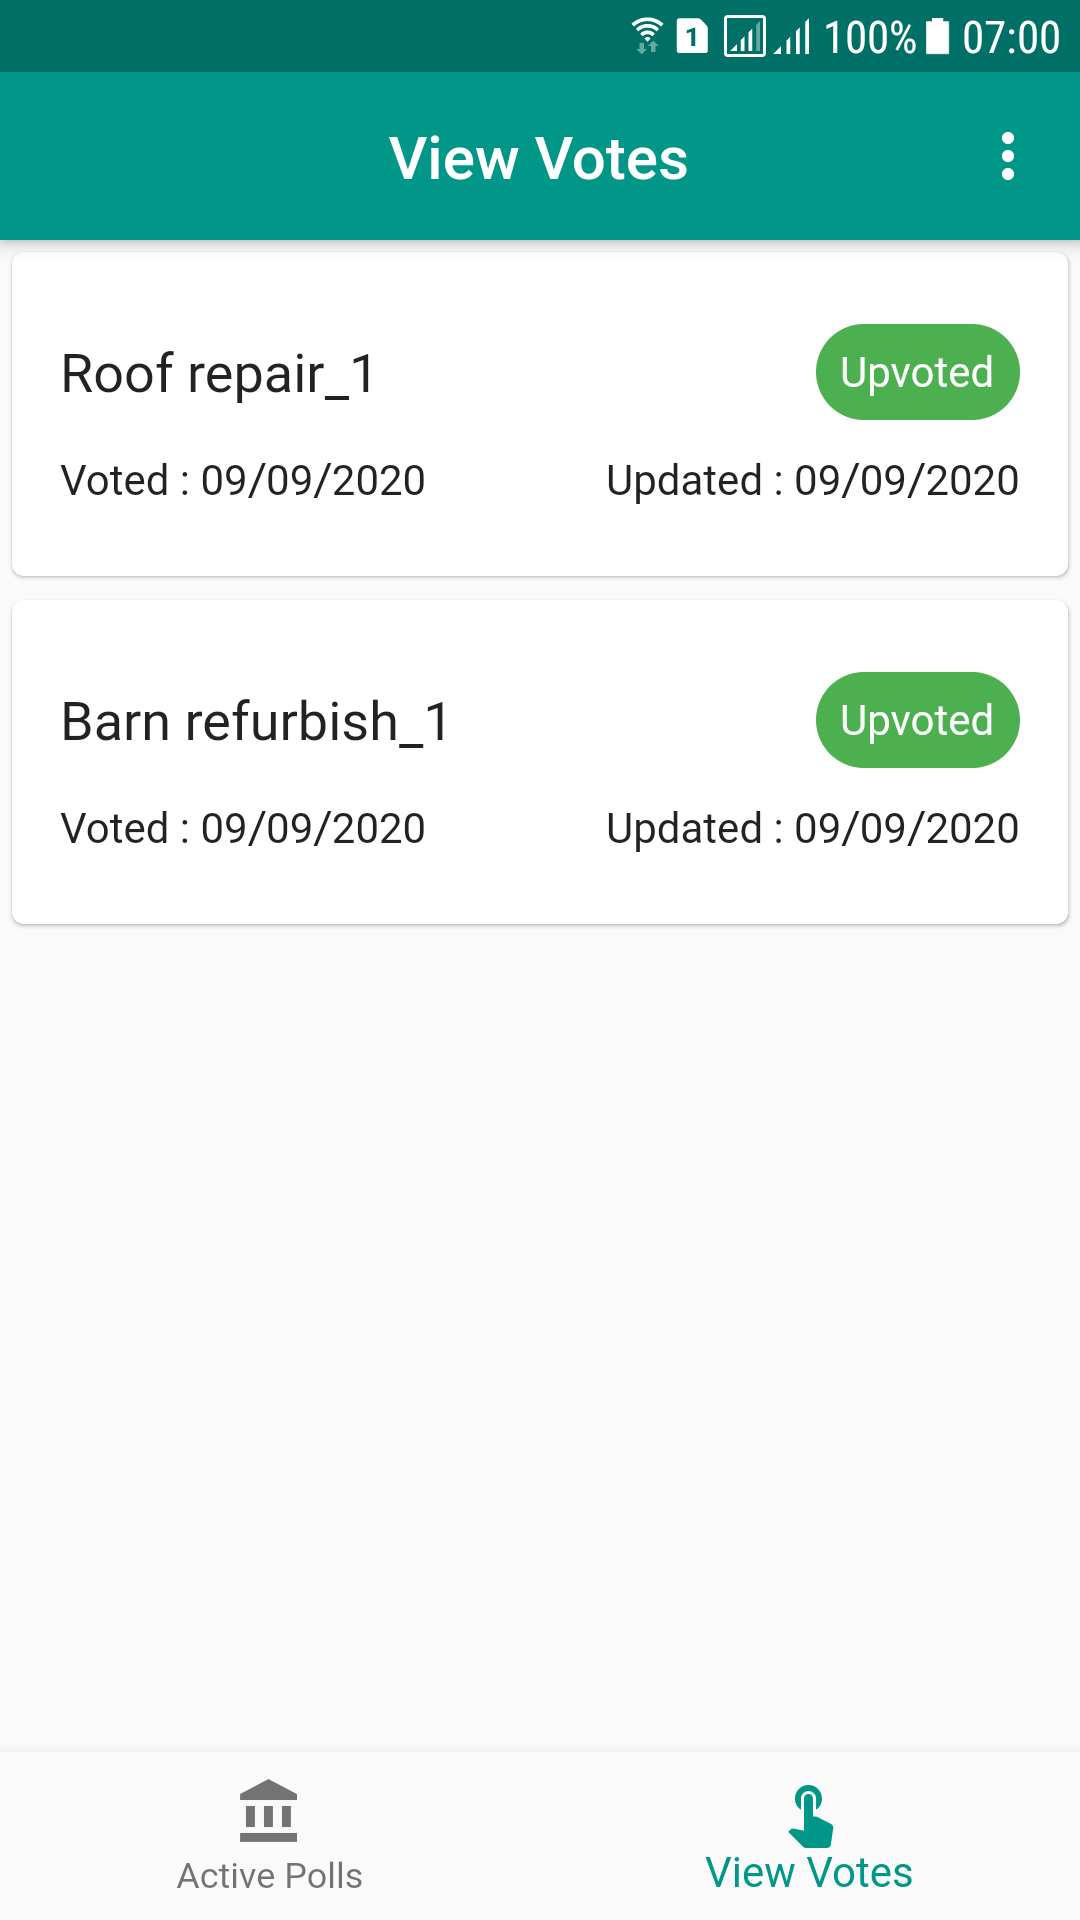 1 100% 07:00
View Votes
Roof repair_1 Upvoted
Voted : 09/09/2020 Updated : 09/09/2020
Barn refurbish_1 Upvoted
Voted : 09/09/2020 Updated : 09/09/2020
Active Polls View Votes